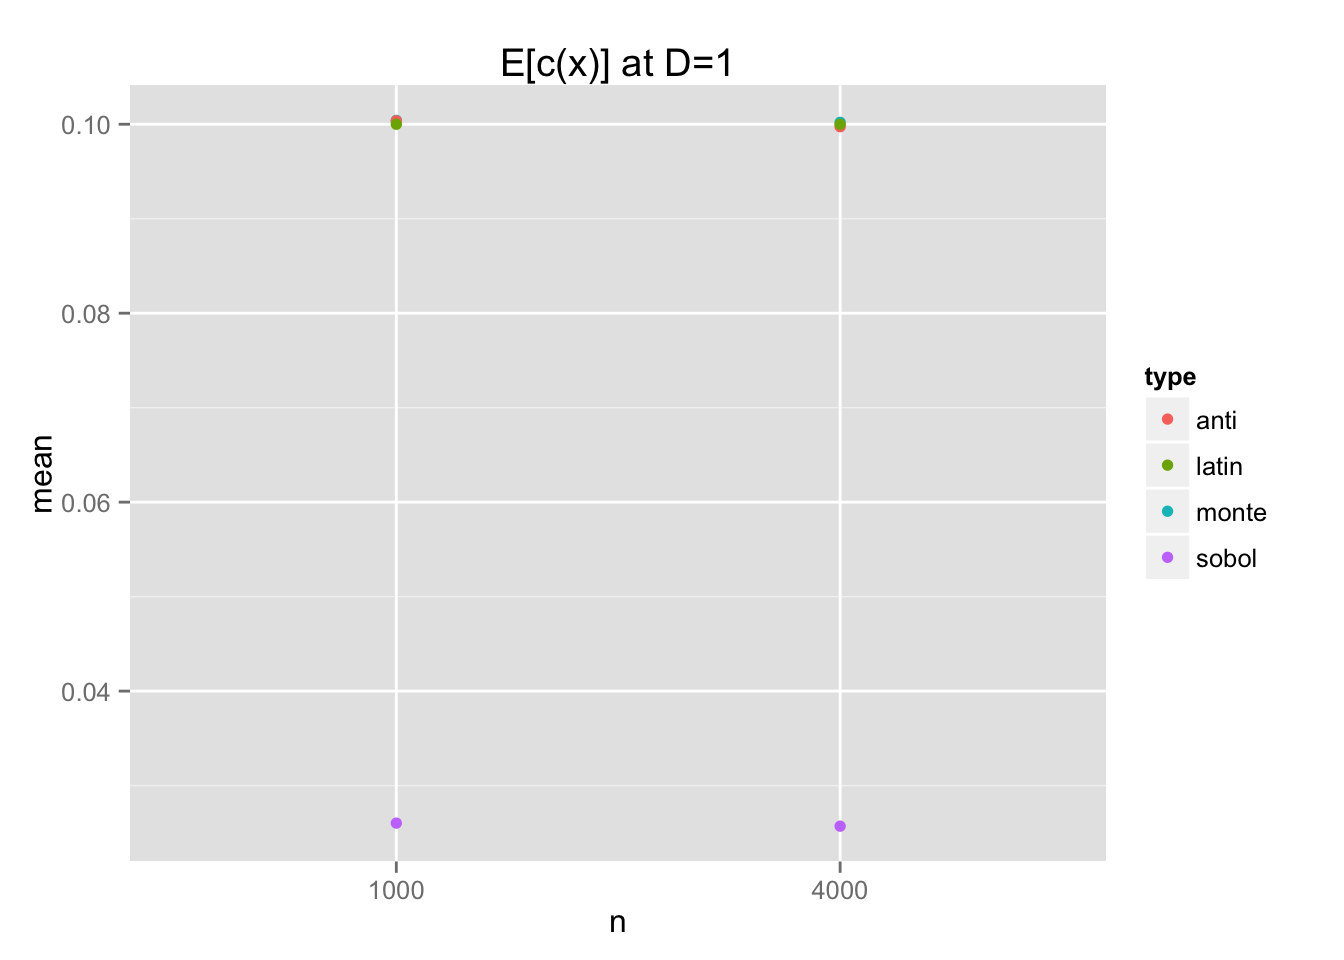 E[c(x)] at D=1
0.10
0.08
0.06
0.04
mean
1000
4000
n
type
anti
latin
monte
sobol